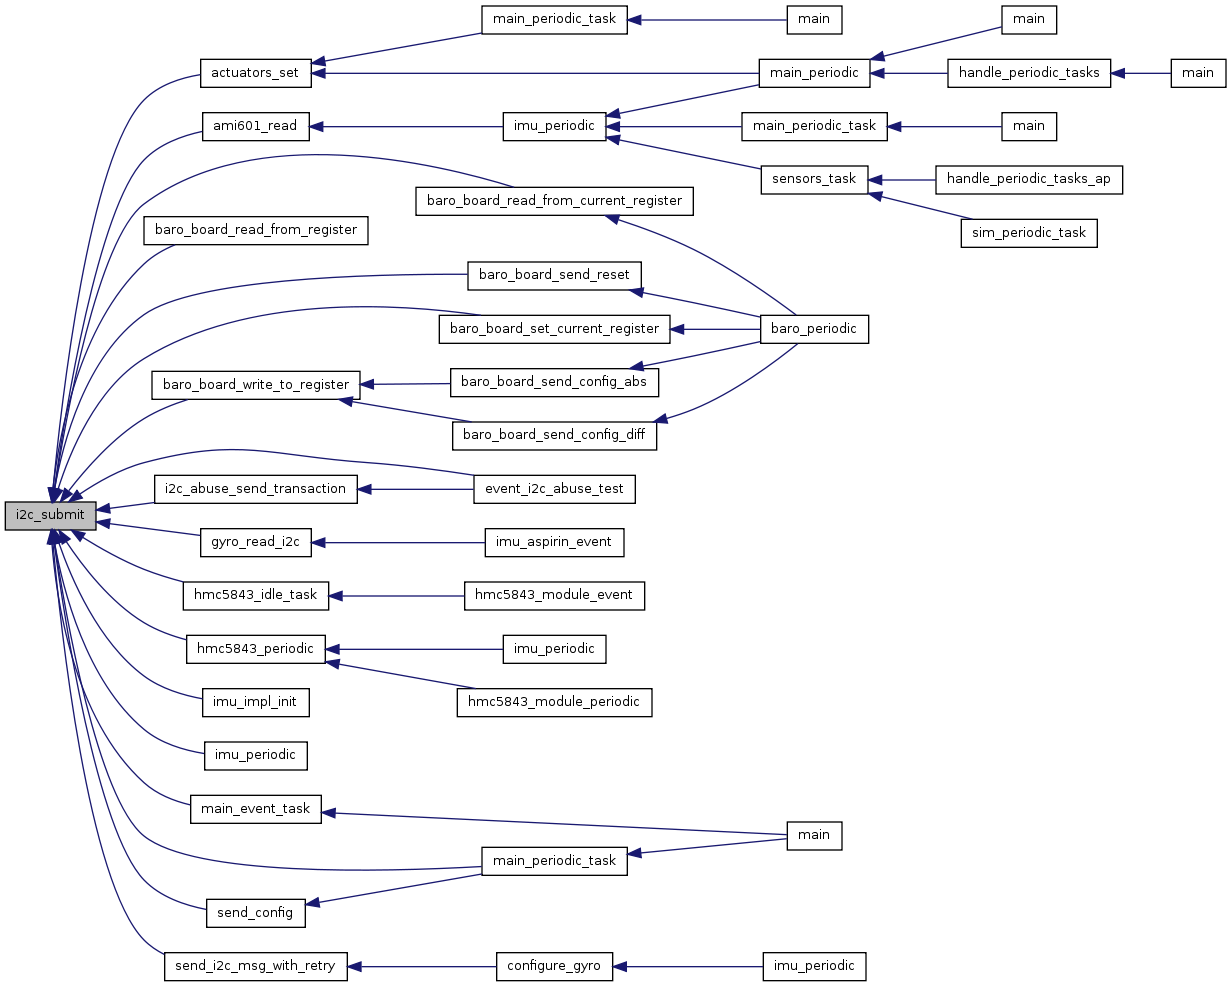 main_periodic_task
main
main
actuators_set
main_periodic
handle_periodic_tasks
main
ami601_read
imu_periodic
main_periodic_task
main
sensors_task
handle_periodic_tasks_ap
baro_board_read_from_current_register
baro_board_read_from_register
sim_periodic_task
baro_board_send_reset
baro_board_set_current_register
baro_periodic
baro_board_write_to_register
baro_board_send_config_abs
baro_board_send_config_diff
i2c_abuse_send_transaction
event_i2c_abuse_test
i2c_submit
gyro_read_i2c
imu_aspirin_event
hmc5843_idle_task
hmc5843_module_event
hmc5843_periodic
imu_periodic
imu_impl_init
hmc5843_module_periodic
imu_periodic
main_event_task
main
main_periodic_task
send_config
send_i2c_msg_with_retry
configure_gyro
imu_periodic